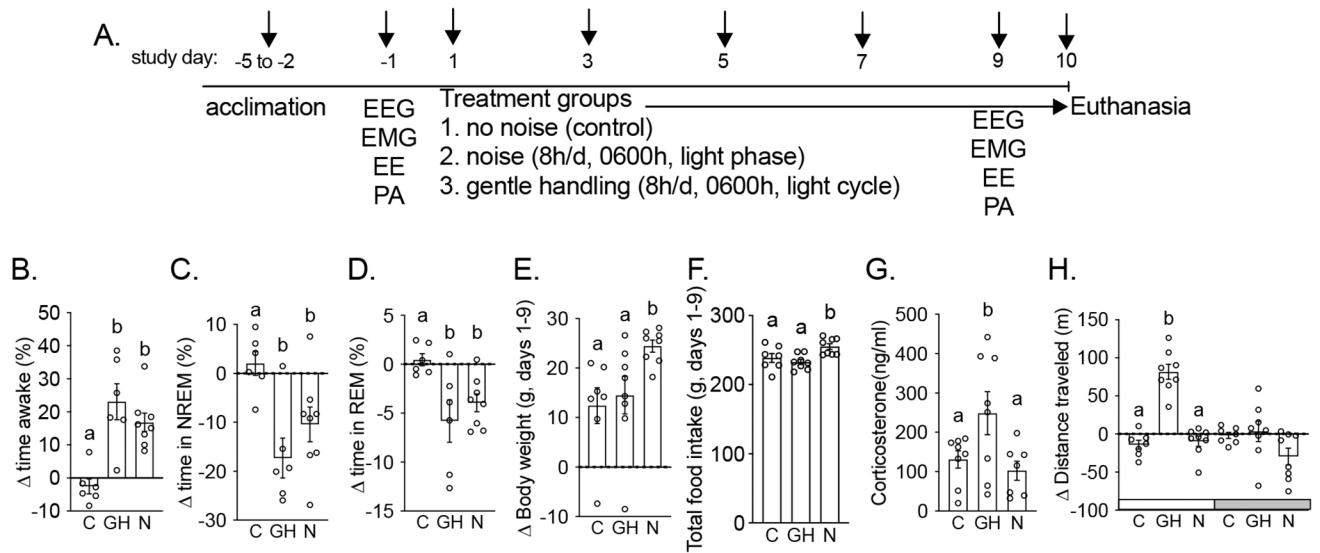 A.
study day: -5 to -2 -1 1 3 5 7 9 10
acclimation
EEG
EMG
EE
PA
Treatment groups
1. no noise (control)
2. noise (8h/d, 0600h, light phase)
3. gentle handling (8h/d, 0600h, light cycle)
EEG
EMG
EE
PA
Euthanasia
B.
Δ time awake (%)
50
40
30
20
10
0
-10
a
b
b
C GH N
C.
Δ time in NREM (%)
10
0
-10
-20
-30
a
b
b
C GH N
D.
Δ time in REM (%)
5
0
-5
-10
-15
a
b
b
C GH N
E.
Δ Body weight (g, days 1-9)
30
20
10
0
-10
a
a
b
C GH N
F.
Total food intake (g, days 1-9)
300
200
100
0
a
a
b
C GH N
G.
Corticosterone(ng/ml)
500
400
300
200
100
0
a
b
a
C GH N
H.
Δ Distance traveled (m)
150
100
50
0
-50
-100
a
b
a
C GH N C GH N